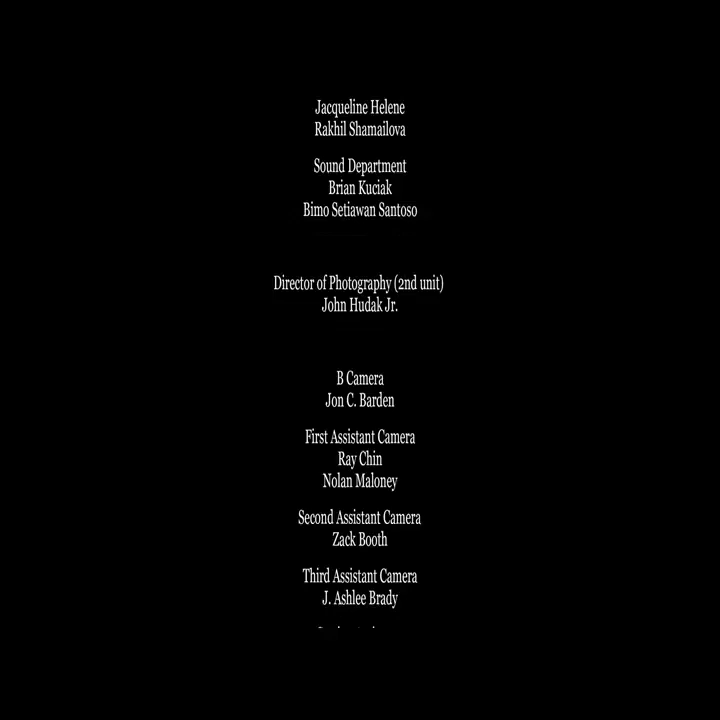 Jacqueline Helene
Rakhil Shamailova
Sound Department
Brian Kuciak
Bimo Setiawan Santoso
Director of Photography (2nd unit)
John Hudak Jr.
B Camera
Jon C. Barden
First Assistant Camera
Ray Chin
Nolan Maloney
Second Assistant Camera
Zack Booth
Third Assistant Camera
J. Ashlee Brady